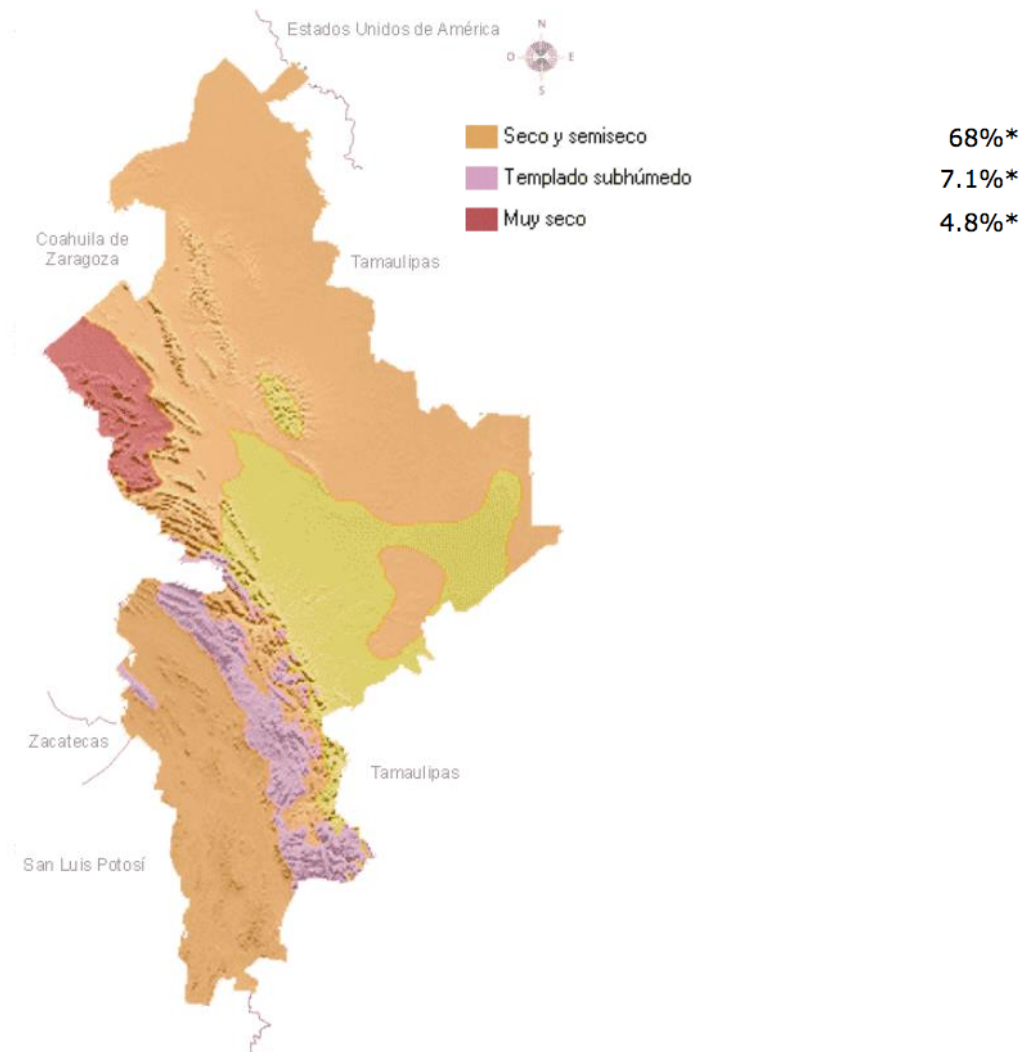 Estados Unidos de América
N
O E
S
Seco y semiseco 68%*
Templado subhúmedo 7.1%*
Muy seco 4.8%*
Coahuila de
Zaragoza
Tamaulipas
Zacatecas
Tamaulipas
San Luis Potosí